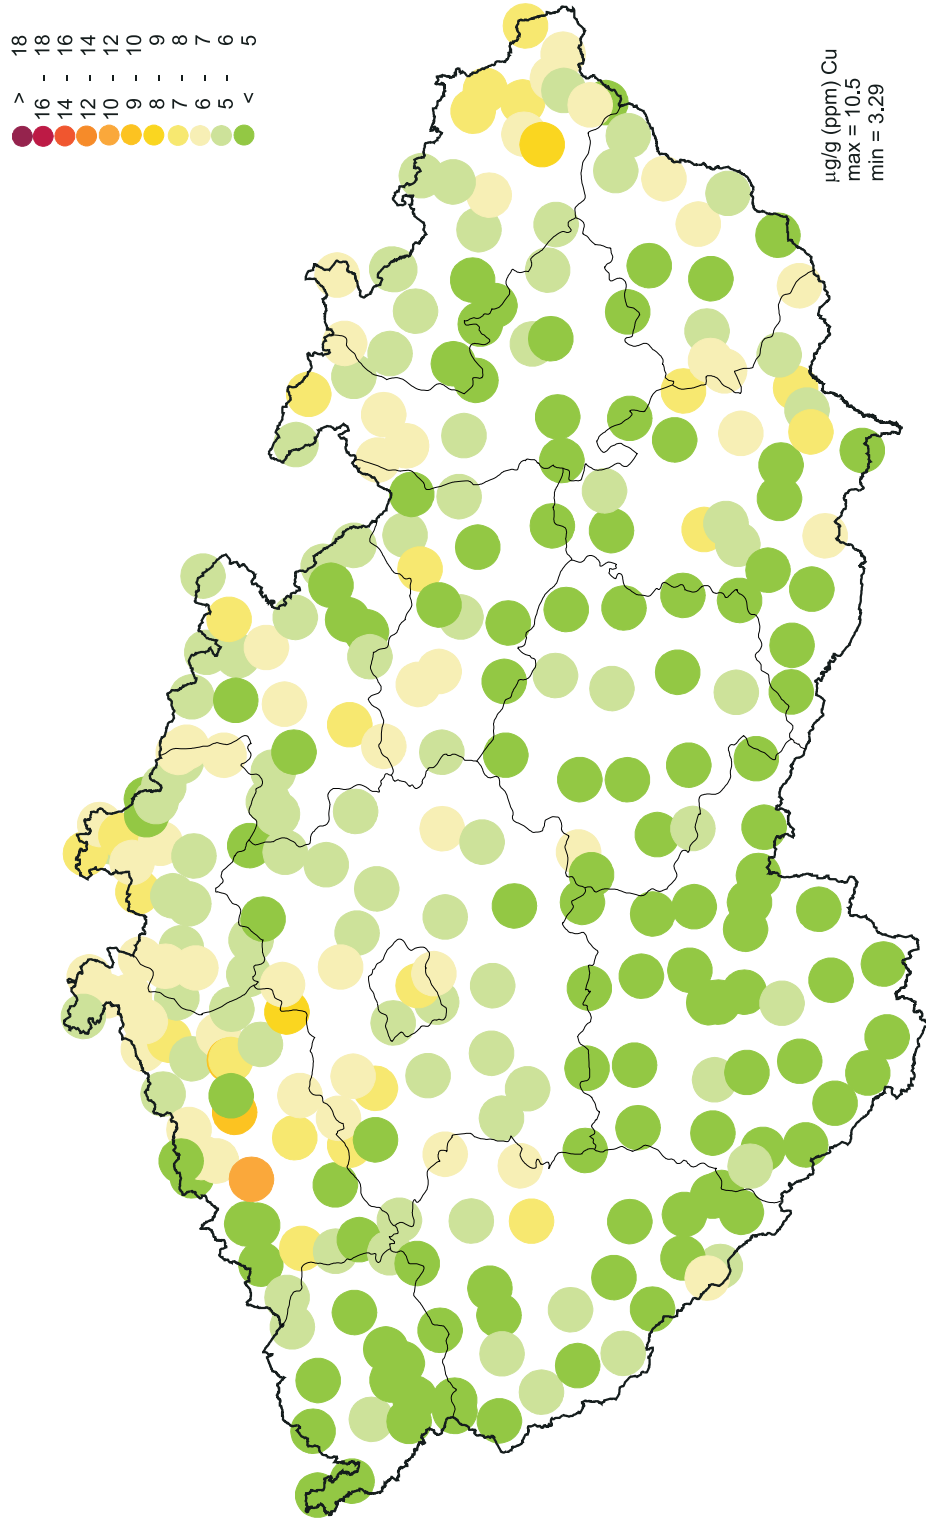 > 18
16 - 18
14 - 16
12 - 14
10 - 12
9 - 10
8 - 9
7 - 8
6 - 7
5 - 6
< 5
µg/g (ppm) Cu
max = 10.5
min = 3.29